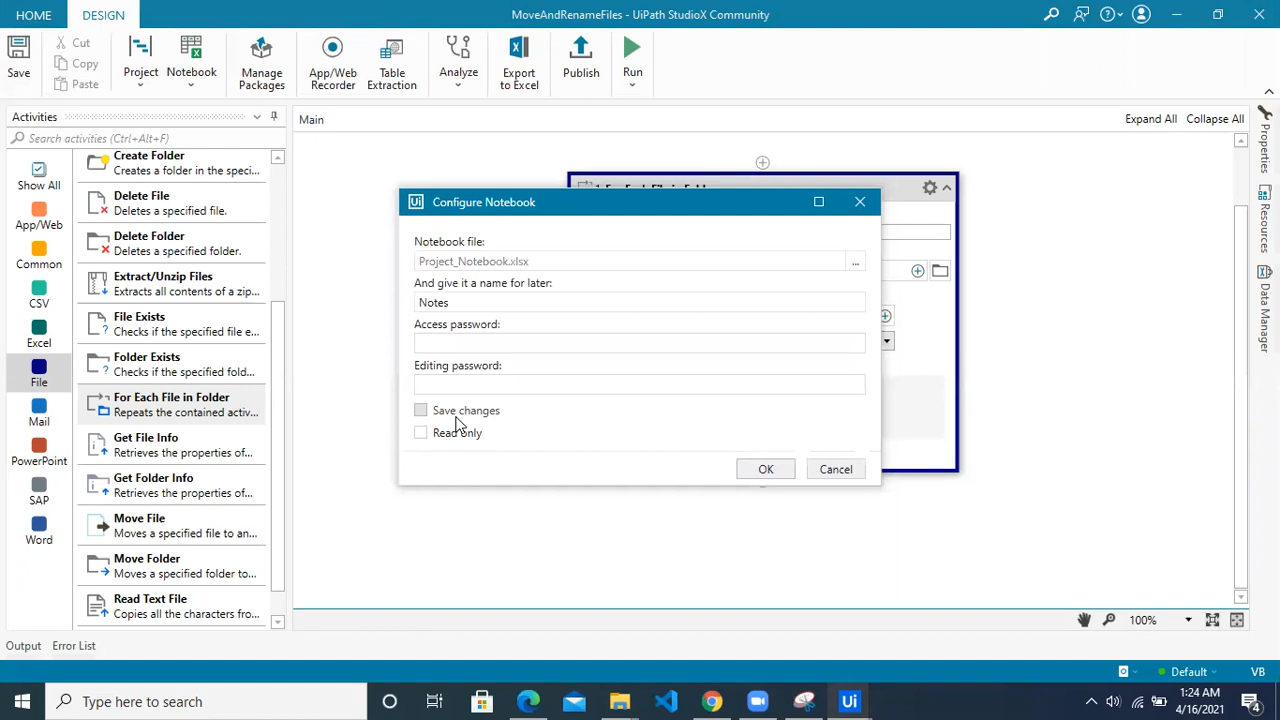 HOME
DESIGN
MoveAndRenameFiles - UiPath StudioX Community
Save
Cut
Copy
Paste
Project
Notebook
Manage
Packages
App/Web
Recorder
Table
Extraction
Analyze
Export
to Excel
Publish
Run
Activities
Search activities (Ctrl+Alt+F)
Show All
App/Web
Common
CSV
Excel
File
Mail
PowerPoint
SAP
Word
Create Folder
Creates a folder in the speci...
Delete File
Deletes a specified file.
Delete Folder
Deletes a specified folder.
Extract/Unzip Files
Extracts all contents of a zip...
File Exists
Checks if the specified file e...
Folder Exists
Checks if the specified fold...
For Each File in Folder
Repeats the contained activ...
Get File Info
Retrieves the properties of...
Get Folder Info
Retrieves the properties of...
Move File
Moves a specified file to an...
Move Folder
Moves a specified folder to...
Read Text File
Copies all the characters fro...
Main
Expand All
Collapse All
Ui
Configure Notebook
Notebook file:
Project_Notebook.xlsx
...
And give it a name for later:
Notes
Access password:
Editing password:
Save changes
Read only
OK
Cancel
Properties
Resources
Data Manager
100%
Output
Error List
Default
VB
Type here to search
Ui
1:24 AM
4/16/2021
4